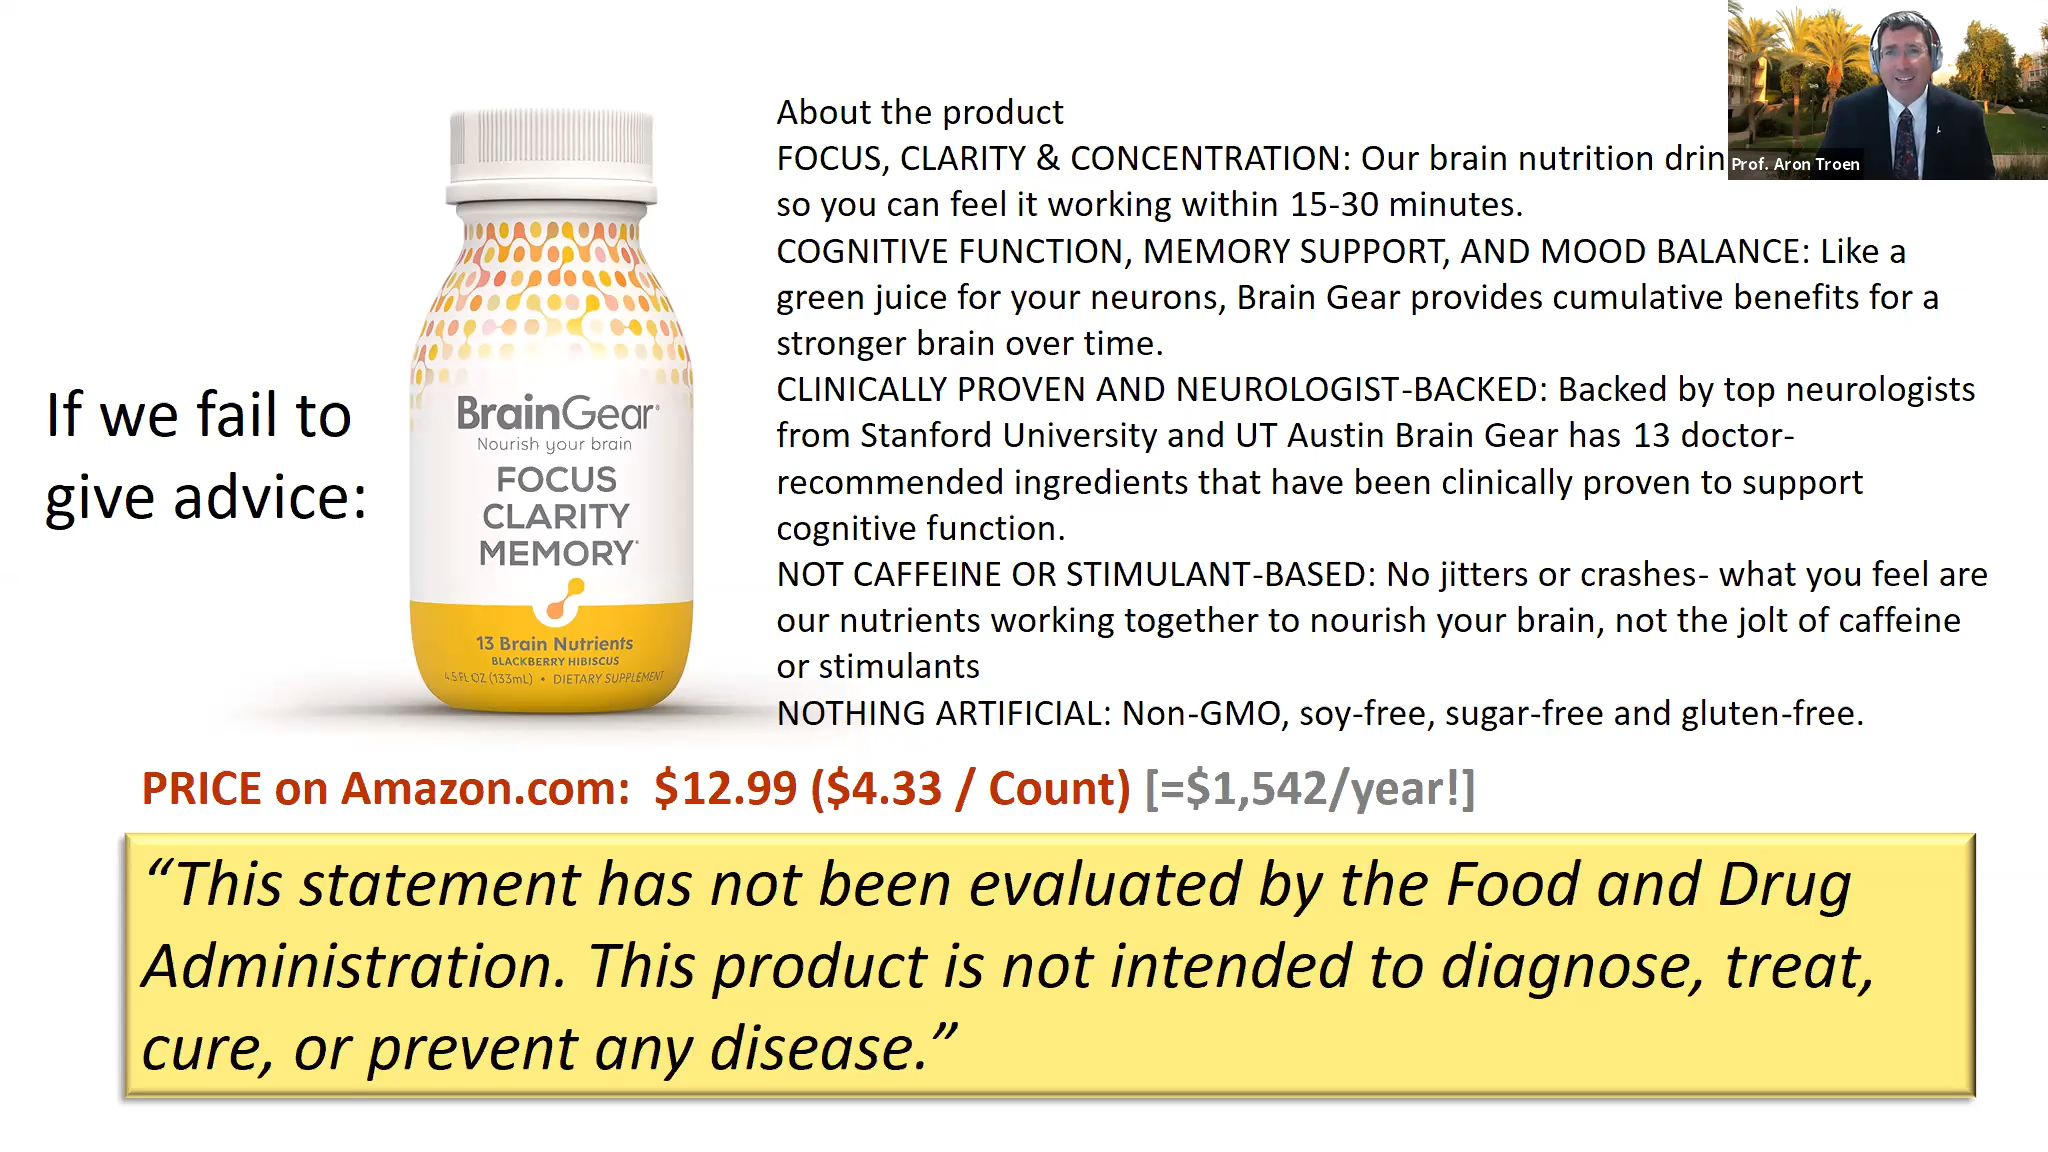 About the product
FOCUS, CLARITY & CONCENTRATION: Our brain nutrition drin
so you can feel it working within 15-30 minutes.
COGNITIVE FUNCTION, MEMORY SUPPORT, AND MOOD BALANCE: Like a
green juice for your neurons, Brain Gear provides cumulative benefits for a
stronger brain over time.
CLINICALLY PROVEN AND NEUROLOGIST-BACKED: Backed by top neurologists
from Stanford University and UT Austin Brain Gear has 13 doctor-
recommended ingredients that have been clinically proven to support
cognitive function.
NOT CAFFEINE OR STIMULANT-BASED: No jitters or crashes- what you feel are
our nutrients working together to nourish your brain, not the jolt of caffeine
or stimulants
NOTHING ARTIFICIAL: Non-GMO, soy-free, sugar-free and gluten-free.
Prof. Aron Troen
If we fail to
give advice:
BrainGear
Nourish your brain
FOCUS
CLARITY
MEMORY*
13 Brain Nutrients
BLACKBERRY HIBISCUS
4.5 FL OZ (133mL) • DIETARY SUPPLEMENT
PRICE on Amazon.com: $12.99 ($4.33 / Count) [=$1,542/year!]
“This statement has not been evaluated by the Food and Drug
Administration. This product is not intended to diagnose, treat,
cure, or prevent any disease.”